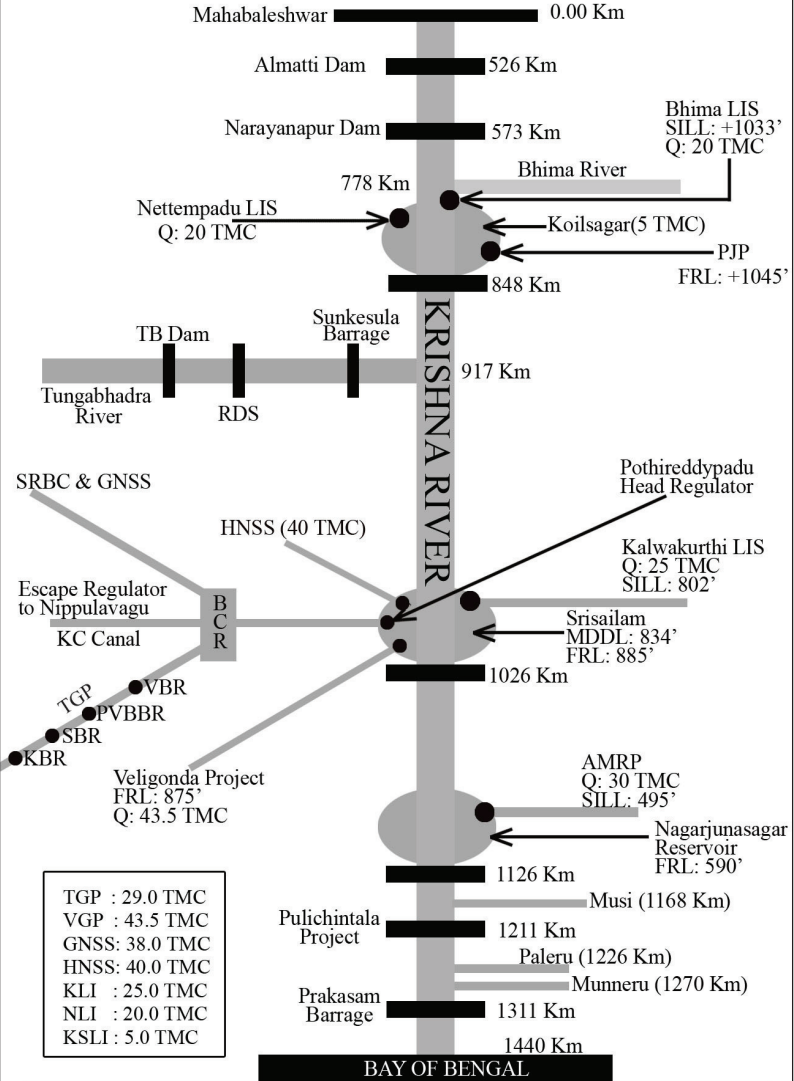 Mahabaleshwar
0.00 Km
Almatti Dam
526 Km
Narayanapur Dam
573 Km
Bhima LIS
SILL: +1033’
Q: 20 TMC
Bhima River
778 Km
Nettempadu LIS
Q: 20 TMC
Koilsagar(5 TMC)
PJP
FRL: +1045’
848 Km
KRISHNA RIVER
TB Dam
Sunkesula
Barrage
917 Km
Tungabhadra
River
RDS
Pothireddypadu
Head Regulator
SRBC & GNSS
HNSS (40 TMC)
Kalwakurthi LIS
Q: 25 TMC
SILL: 802’
Escape Regulator
to Nippulavagu
KC Canal
BCR
Srisailam
MDDL: 834’
FRL: 885’
1026 Km
TGP
VBR
PVBBR
SBR
KBR
Veligonda Project
FRL: 875’
Q: 43.5 TMC
AMRP
Q: 30 TMC
SILL: 495’
Nagarjunasagar
Reservoir
FRL: 590’
1126 Km
Musi (1168 Km)
Pulichintala
Project
1211 Km
Paleru (1226 Km)
Munneru (1270 Km)
Prakasam
Barrage
1311 Km
1440 Km
BAY OF BENGAL
TGP : 29.0 TMC
VGP : 43.5 TMC
GNSS: 38.0 TMC
HNSS: 40.0 TMC
KLI : 25.0 TMC
NLI : 20.0 TMC
KSLI : 5.0 TMC